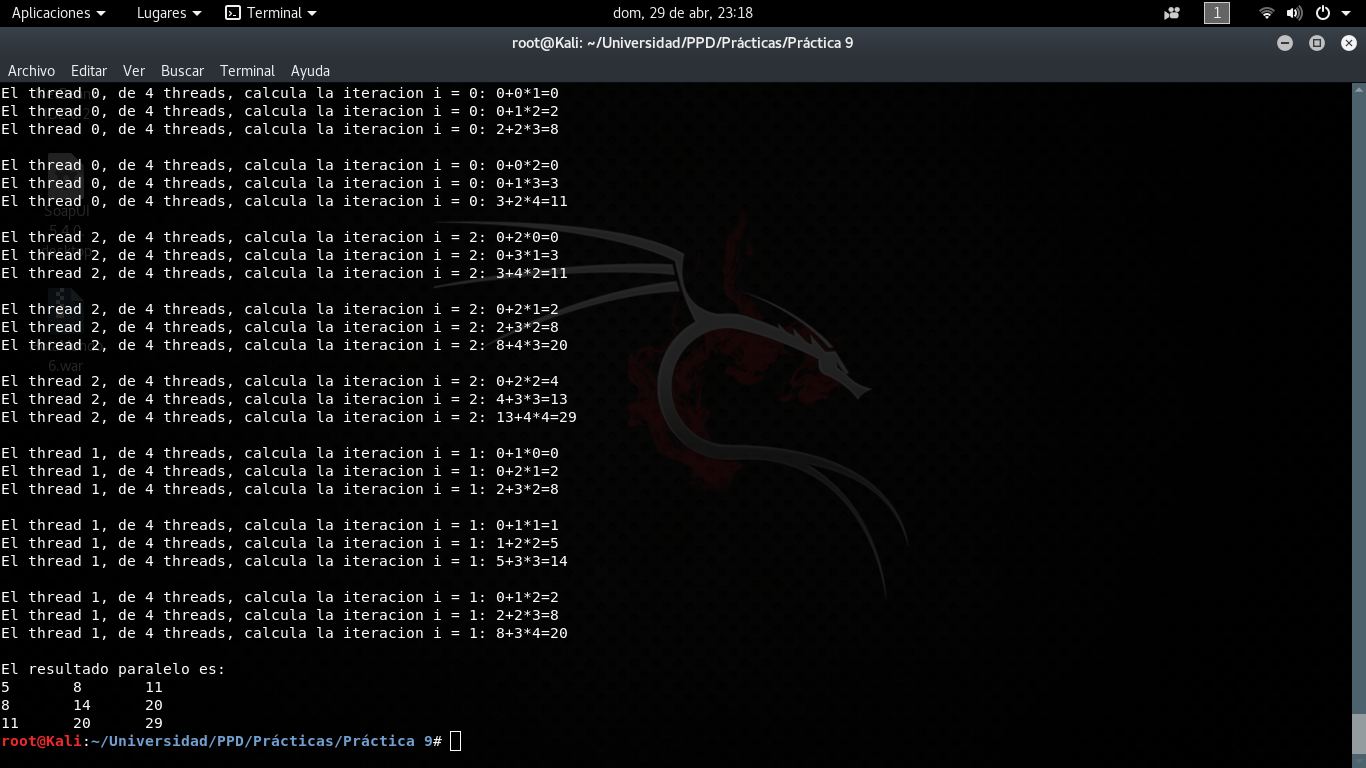 Aplicaciones Lugares Terminal dom, 29 de abr, 23:18 1
root@Kali: ~/Universidad/PPD/Prácticas/Práctica 9
Archivo Editar Ver Buscar Terminal Ayuda
El thread 0, de 4 threads, calcula la iteracion i = 0: 0+0*1=0
El thread 0, de 4 threads, calcula la iteracion i = 0: 0+1*2=2
El thread 0, de 4 threads, calcula la iteracion i = 0: 2+2*3=8
El thread 0, de 4 threads, calcula la iteracion i = 0: 0+0*2=0
El thread 0, de 4 threads, calcula la iteracion i = 0: 0+1*3=3
El thread 0, de 4 threads, calcula la iteracion i = 0: 3+2*4=11
SoapUI
5.4.0
El thread 2, de 4 threads, calcula la iteracion i = 2: 0+2*0=0
El thread 2, de 4 threads, calcula la iteracion i = 2: 0+3*1=3
El thread 2, de 4 threads, calcula la iteracion i = 2: 3+4*2=11
El thread 2, de 4 threads, calcula la iteracion i = 2: 0+2*1=2
El thread 2, de 4 threads, calcula la iteracion i = 2: 2+3*2=8
El thread 2, de 4 threads, calcula la iteracion i = 2: 8+4*3=20
6.war
El thread 2, de 4 threads, calcula la iteracion i = 2: 0+2*2=4
El thread 2, de 4 threads, calcula la iteracion i = 2: 4+3*3=13
El thread 2, de 4 threads, calcula la iteracion i = 2: 13+4*4=29
El thread 1, de 4 threads, calcula la iteracion i = 1: 0+1*0=0
El thread 1, de 4 threads, calcula la iteracion i = 1: 0+2*1=2
El thread 1, de 4 threads, calcula la iteracion i = 1: 2+3*2=8
El thread 1, de 4 threads, calcula la iteracion i = 1: 0+1*1=1
El thread 1, de 4 threads, calcula la iteracion i = 1: 1+2*2=5
El thread 1, de 4 threads, calcula la iteracion i = 1: 5+3*3=14
El thread 1, de 4 threads, calcula la iteracion i = 1: 0+1*2=2
El thread 1, de 4 threads, calcula la iteracion i = 1: 2+2*3=8
El thread 1, de 4 threads, calcula la iteracion i = 1: 8+3*4=20
El resultado paralelo es:
5 8 11
8 14 20
11 20 29
root@Kali:~/Universidad/PPD/Prácticas/Práctica 9#